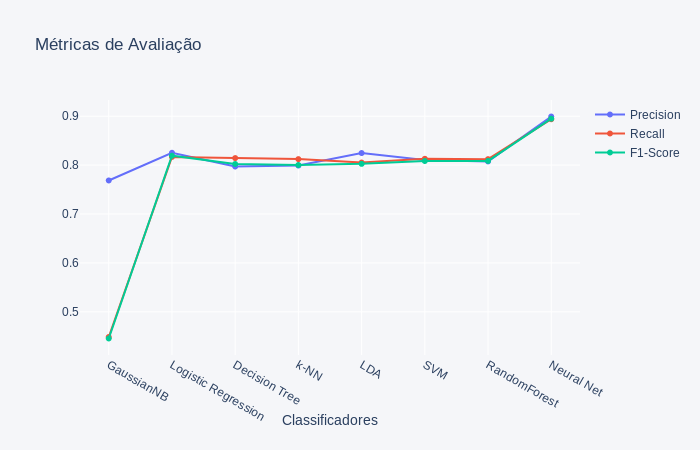 Métricas de Avaliação
0.9
0.8
0.7
0.6
0.5
GaussianNB
Logistic Regression
Decision Tree
k-NN
LDA
SVM
RandomForest
Neural Net
Classificadores
Precision
Recall
F1-Score